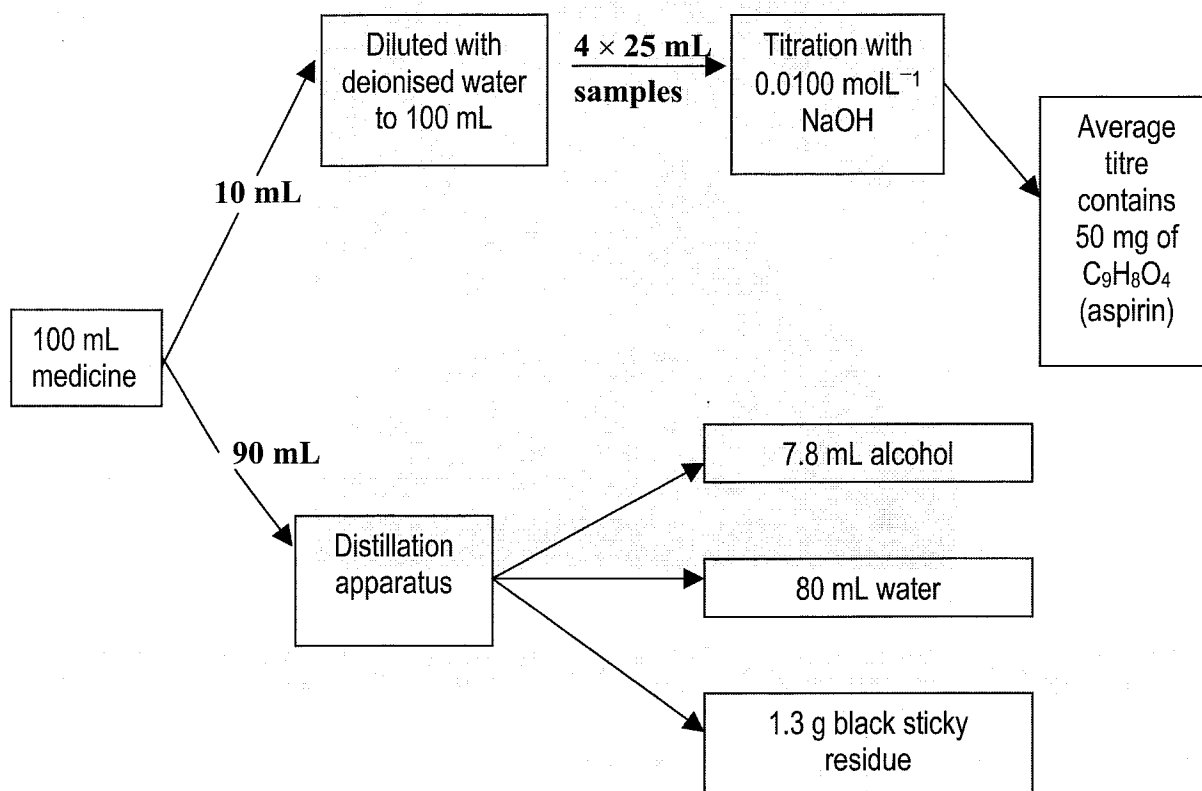 Diluted with
deionised water
to 100 mL
4 × 25 mL
samples
Titration with
0.0100 molL⁻¹
NaOH
Average
titre
contains
50 mg of
C₉H₈O₄
(aspirin)
10 mL
100 mL
medicine
90 mL
Distillation
apparatus
7.8 mL alcohol
80 mL water
1.3 g black sticky
residue